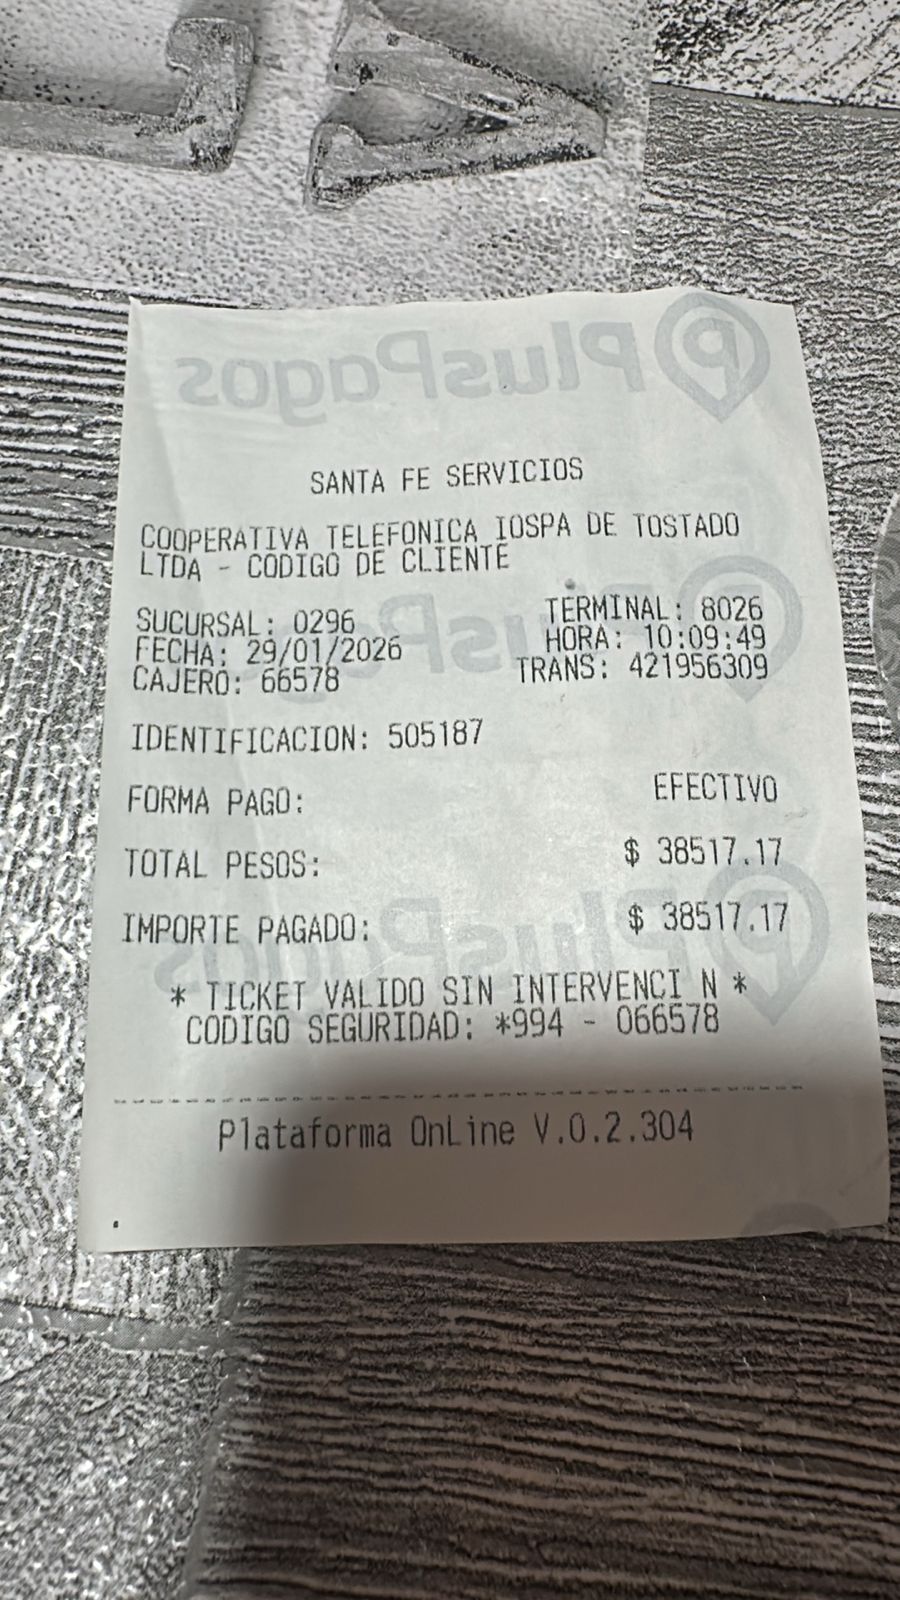 PlusPagos
SANTA FE SERVICIOS
COOPERATIVA TELEFONICA IOSPA DE TOSTADO
LTDA - CODIGO DE CLIENTE
PlusPagos
SUCURSAL: 0296 TERMINAL: 8026
FECHA: 29/01/2026 HORA: 10:09:49
CAJERO: 66578 TRANS: 421956309
IDENTIFICACION: 505187
FORMA PAGO: EFECTIVO
TOTAL PESOS: $ 38517.17
IMPORTE PAGADO: $ 38517.17
PlusPagos
* TICKET VALIDO SIN INTERVENCI N *
CODIGO SEGURIDAD: *994 - 066578
Plataforma OnLine V.0.2.304